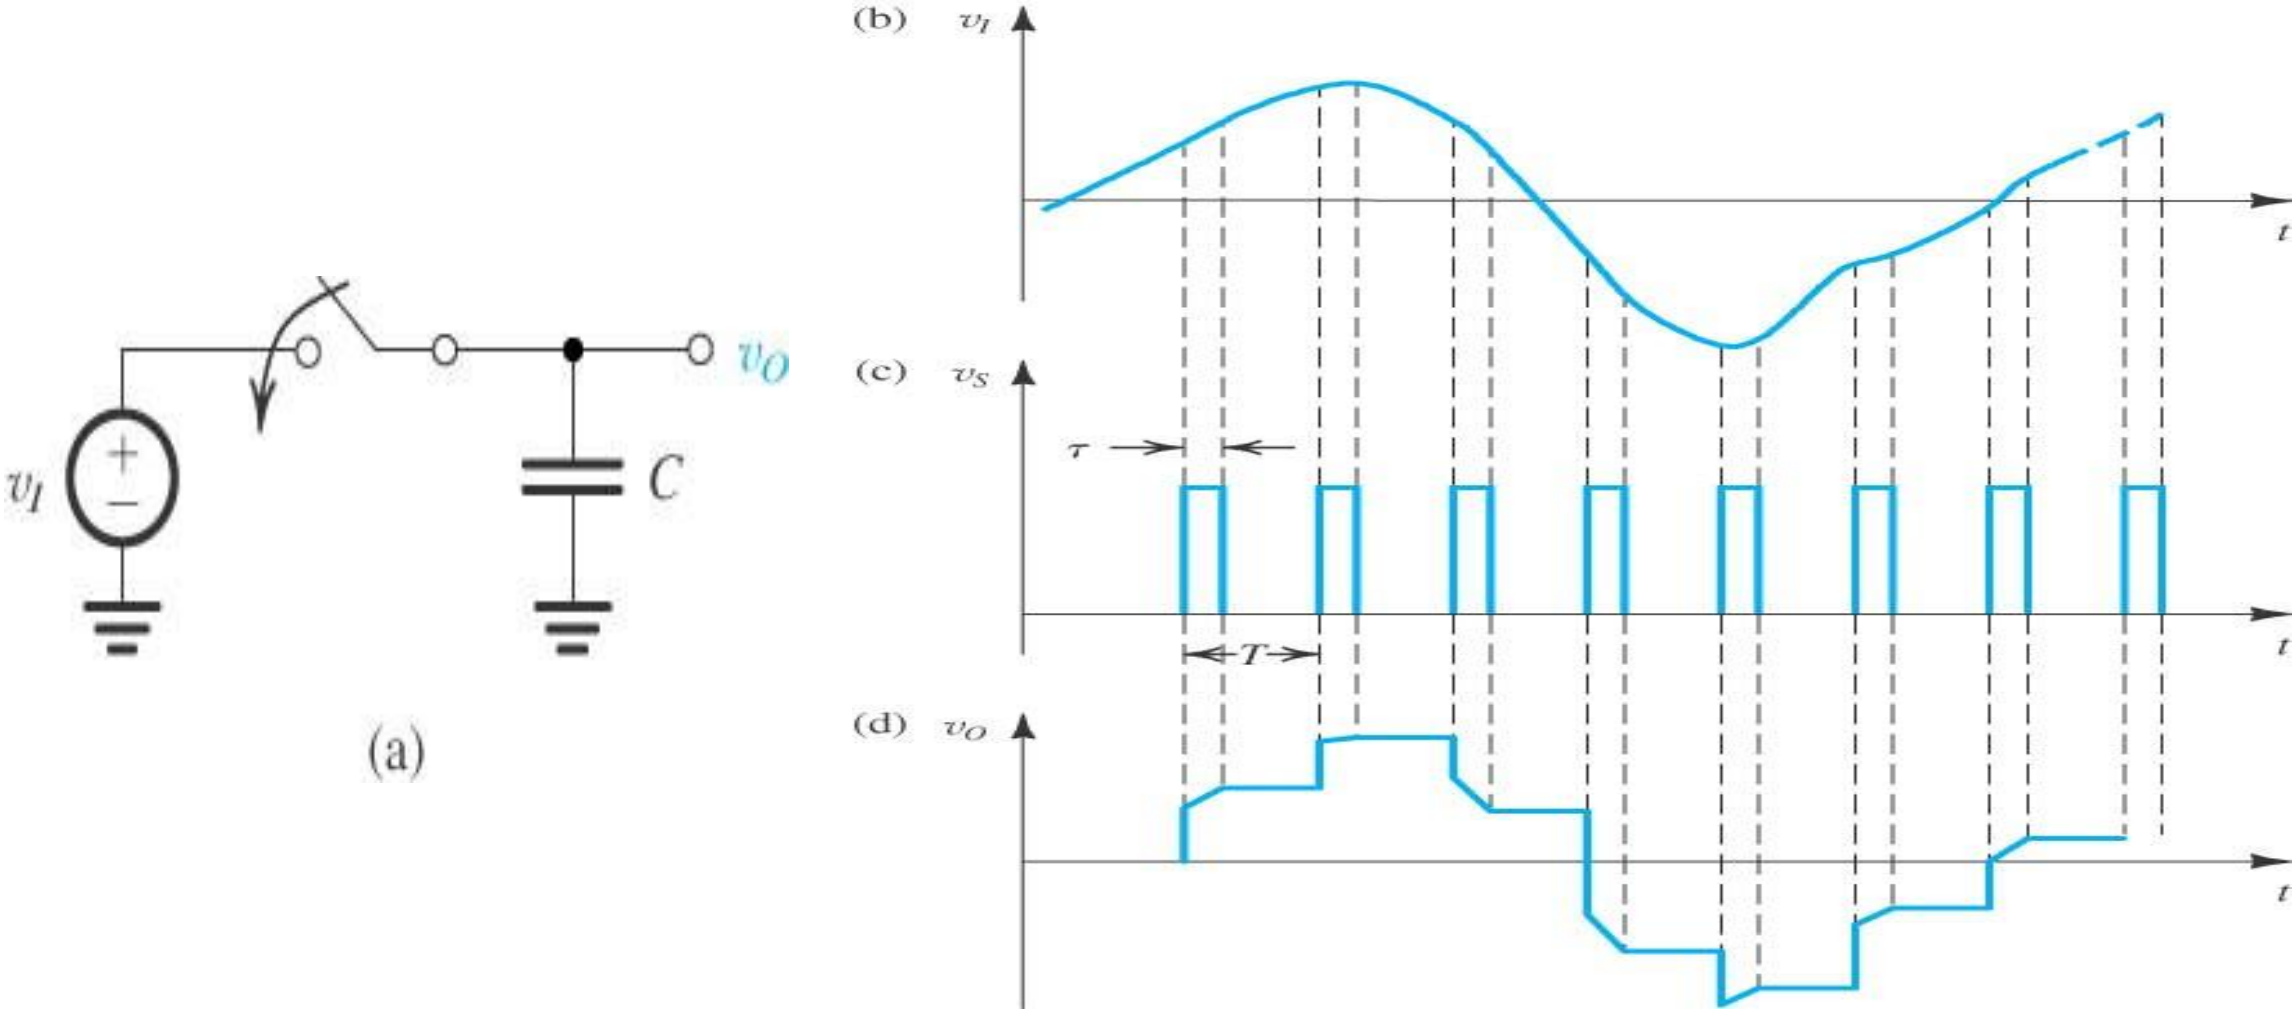 v_I
+
−
C
v_O
(a)
(b) v_I
t
(c) v_S
τ
t
T
(d) v_O
t